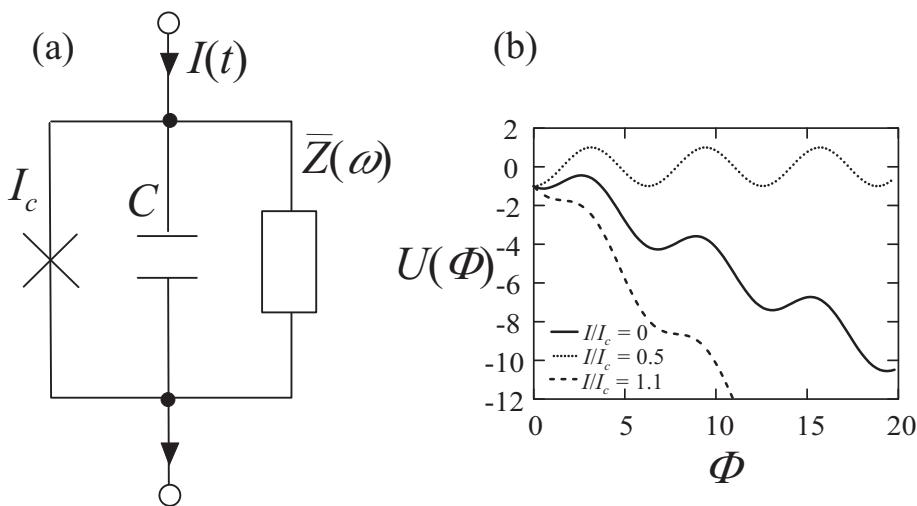 (a)
I(t)
Z̅(ω)
I_c
C
(b)
2
0
-2
-4
-6
-8
-10
-12
U(Φ)
I/I_c = 0
I/I_c = 0.5
I/I_c = 1.1
0 5 10 15 20
Φ